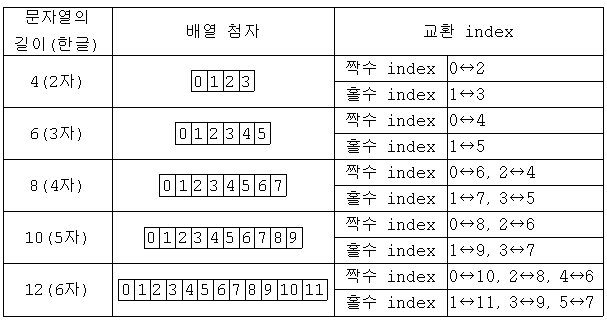 문자열의 길이(한글) 배열 첨자 교환 index
4(2자) 0 1 2 3 짝수 index 0↔2
홀수 index 1↔3
6(3자) 0 1 2 3 4 5 짝수 index 0↔4
홀수 index 1↔5
8(4자) 0 1 2 3 4 5 6 7 짝수 index 0↔6, 2↔4
홀수 index 1↔7, 3↔5
10(5자) 0 1 2 3 4 5 6 7 8 9 짝수 index 0↔8, 2↔6
홀수 index 1↔9, 3↔7
12(6자) 0 1 2 3 4 5 6 7 8 9 10 11 짝수 index 0↔10, 2↔8, 4↔6
홀수 index 1↔11, 3↔9, 5↔7